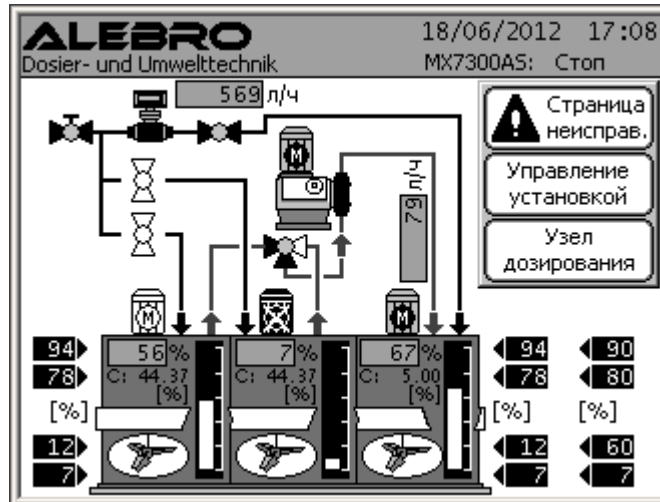 ALEBRO
Dosier- und Umwelttechnik
18/06/2012 17:08
MX7300AS: Стоп
569 л/ч
Страница
неисправ.
Управление
установкой
Узел
дозирования
79 л/ч
M
M
M
56 %
C: 44.37
[%]
7 %
C: 44.37
[%]
67 %
C: 5.00
[%]
94
78
[%]
12
7
94
78
[%]
12
7
90
80
[%]
60
7